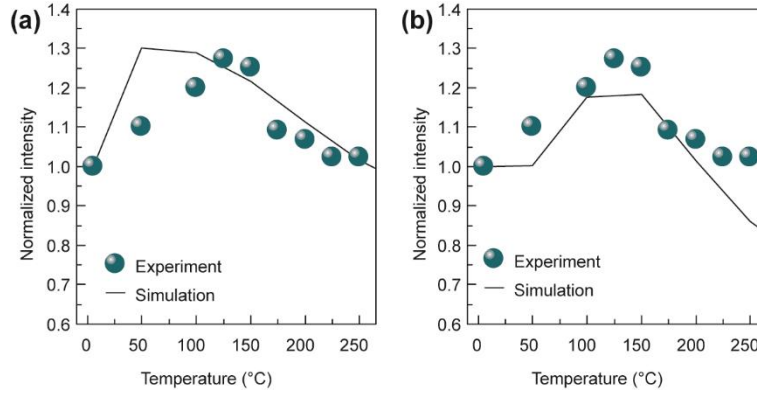 (a)
Normalized intensity
1.4
1.3
1.2
1.1
1.0
0.9
0.8
0.7
0.6
Experiment
Simulation
0 50 100 150 200 250
Temperature (°C)
(b)
Normalized intensity
1.4
1.3
1.2
1.1
1.0
0.9
0.8
0.7
0.6
Experiment
Simulation
0 50 100 150 200 250
Temperature (°C)